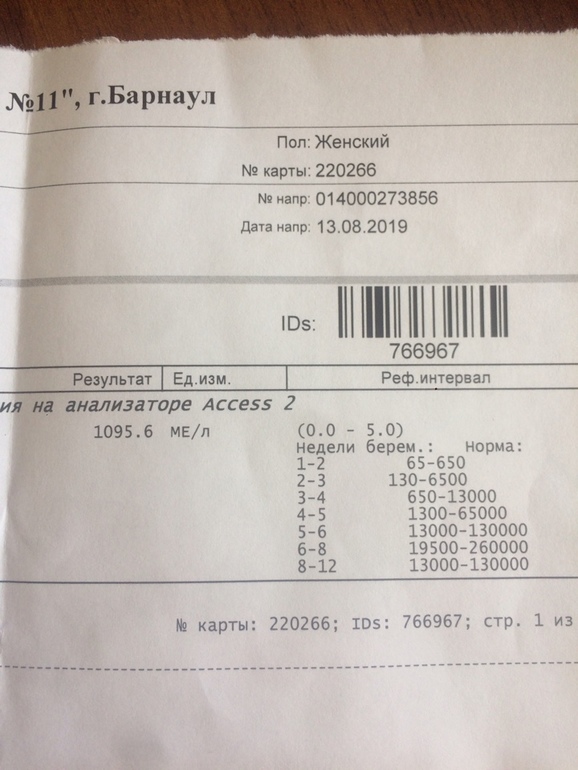 №11", г.Барнаул
Пол: Женский
№ карты: 220266
№ напр: 014000273856
Дата напр: 13.08.2019
IDs:
766967
Результат Ед.изм. Реф.интервал
ия на анализаторе Access 2
1095.6 МЕ/л (0.0 - 5.0)
Недели берем.: Норма:
1-2 65-650
2-3 130-6500
3-4 650-13000
4-5 1300-65000
5-6 13000-130000
6-8 19500-260000
8-12 13000-130000
№ карты: 220266; IDs: 766967; стр. 1 из